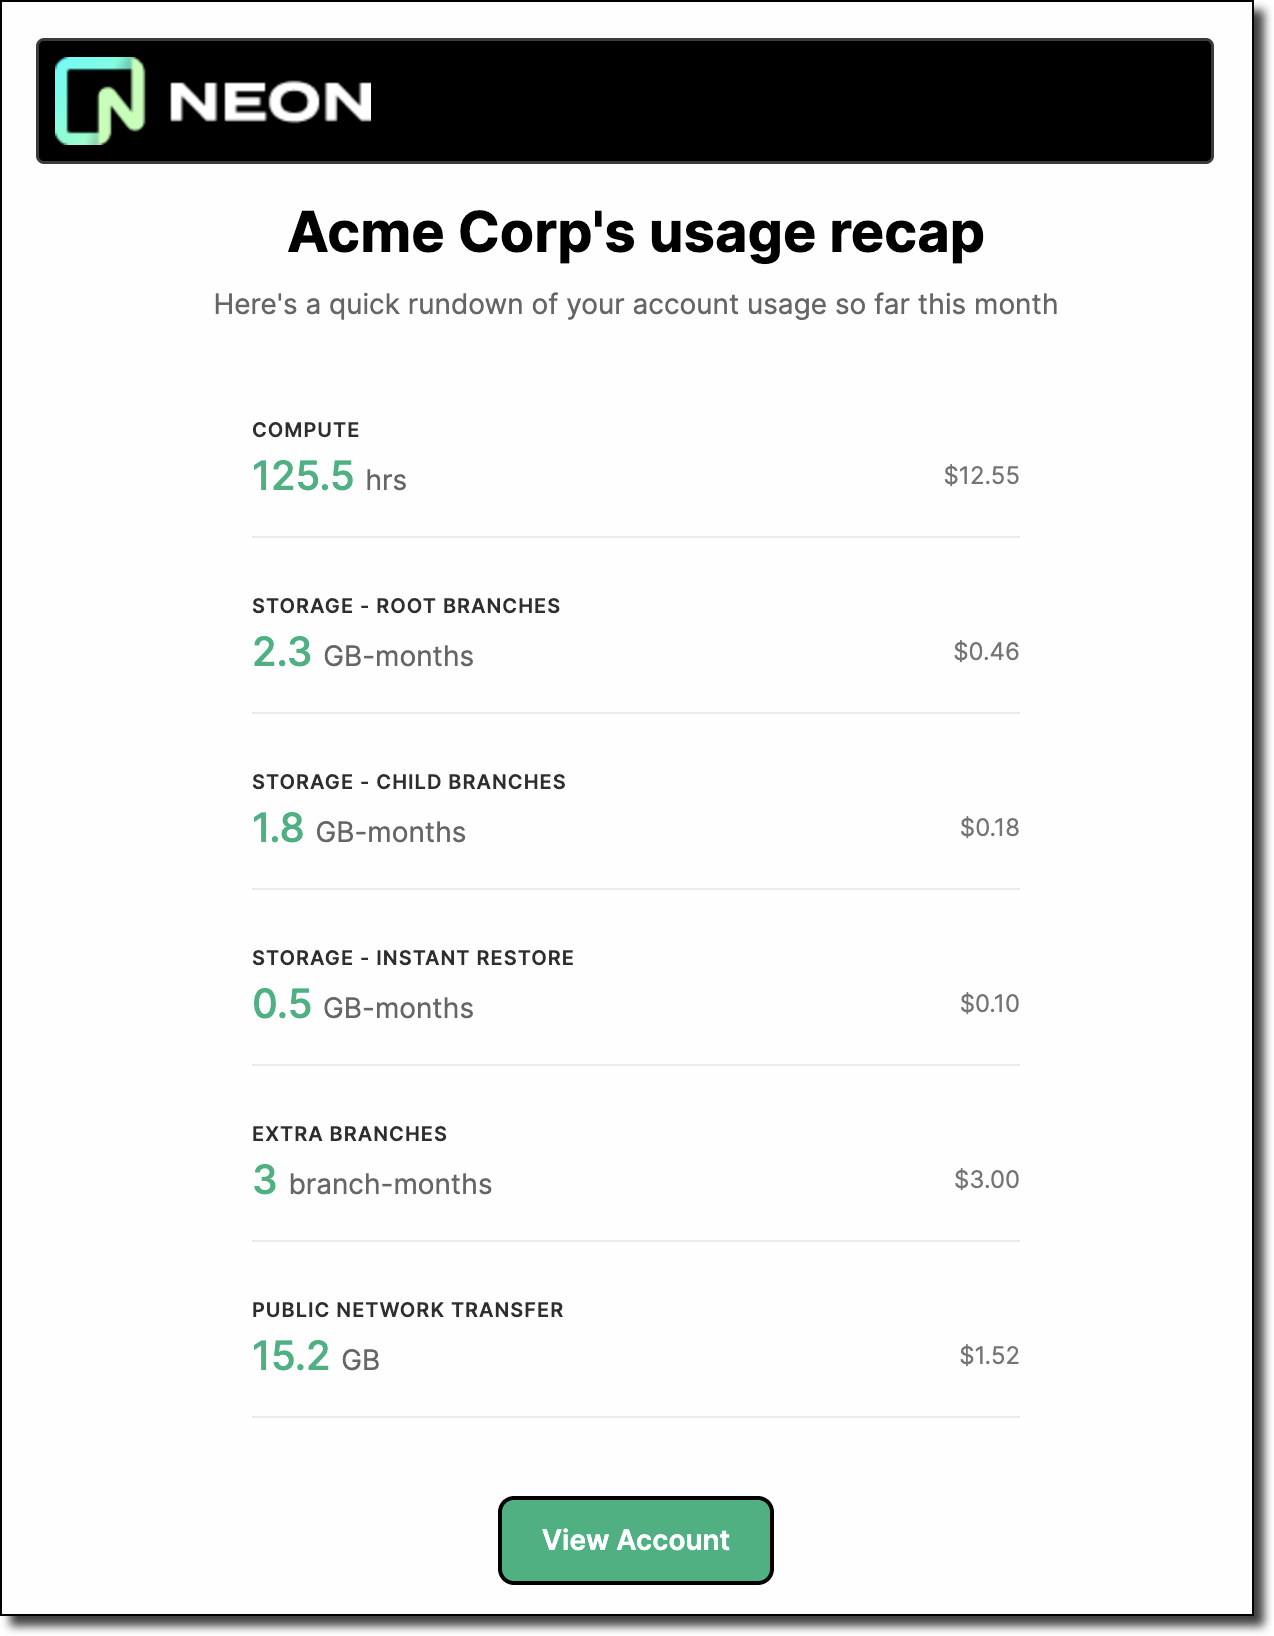 NEON
Acme Corp's usage recap
Here's a quick rundown of your account usage so far this month
COMPUTE
125.5 hrs $12.55
STORAGE - ROOT BRANCHES
2.3 GB-months $0.46
STORAGE - CHILD BRANCHES
1.8 GB-months $0.18
STORAGE - INSTANT RESTORE
0.5 GB-months $0.10
EXTRA BRANCHES
3 branch-months $3.00
PUBLIC NETWORK TRANSFER
15.2 GB $1.52
View Account